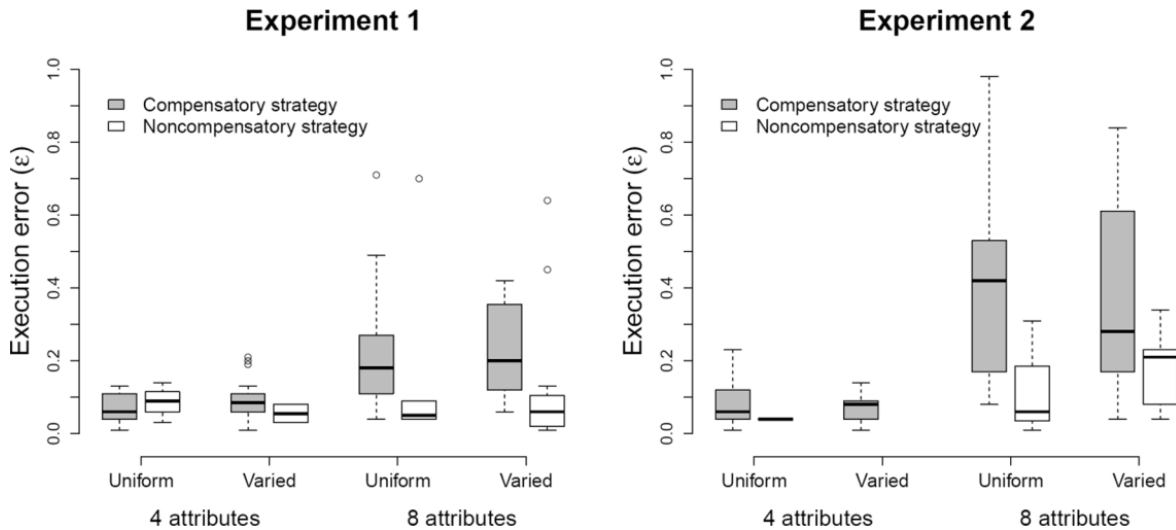 Experiment 1
Execution error (ε)
1.0
0.8
0.6
0.4
0.2
0.0
Compensatory strategy
Noncompensatory strategy
Uniform Varied Uniform Varied
4 attributes 8 attributes
Experiment 2
Execution error (ε)
1.0
0.8
0.6
0.4
0.2
0.0
Compensatory strategy
Noncompensatory strategy
Uniform Varied Uniform Varied
4 attributes 8 attributes